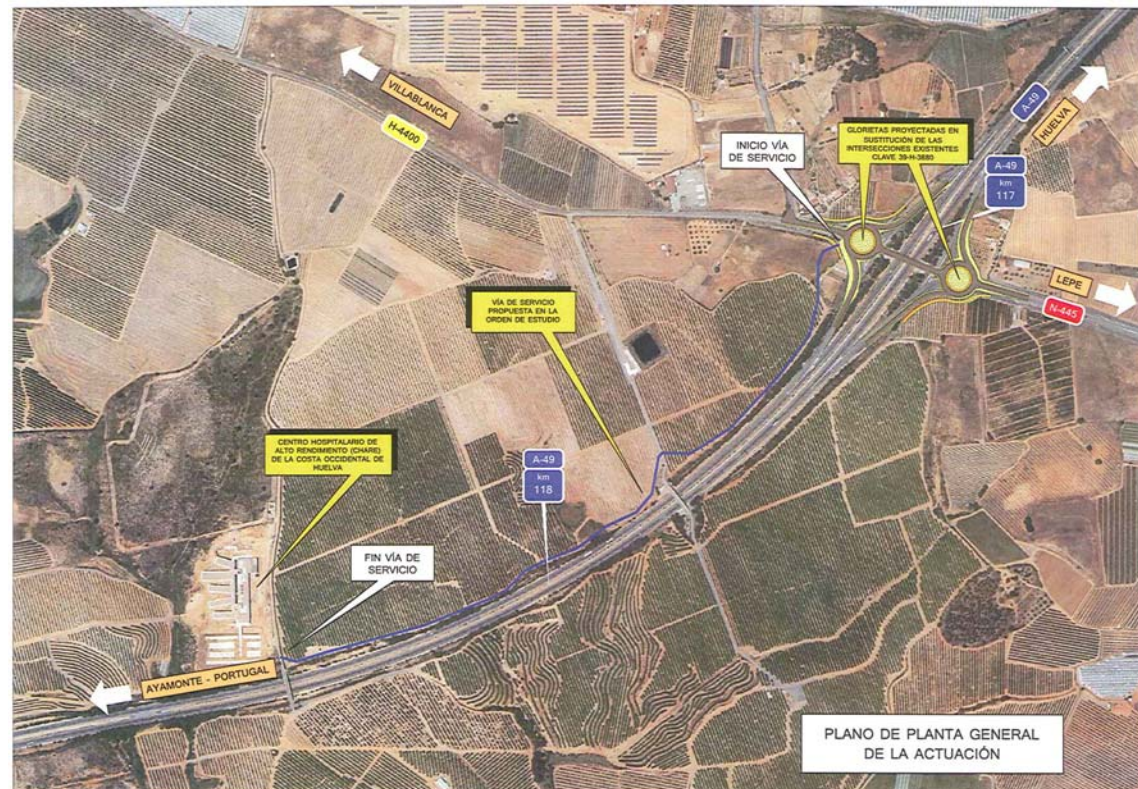 VILLABLANCA
H-4400
INICIO VÍA
DE SERVICIO
GLORIETAS PROYECTADAS EN
SUSTITUCIÓN DE LAS
INTERSECCIONES EXISTENTES
CLAVE 39-H-3880
A-49
HUELVA
A-49
km
117
LEPE
N-445
VÍA DE SERVICIO
PROPUESTA EN LA
ORDEN DE ESTUDIO
CENTRO HOSPITALARIO DE
ALTO RENDIMIENTO (CHARE)
DE LA COSTA OCCIDENTAL DE
HUELVA
A-49
km
118
FIN VÍA DE
SERVICIO
AYAMONTE - PORTUGAL
PLANO DE PLANTA GENERAL
DE LA ACTUACIÓN